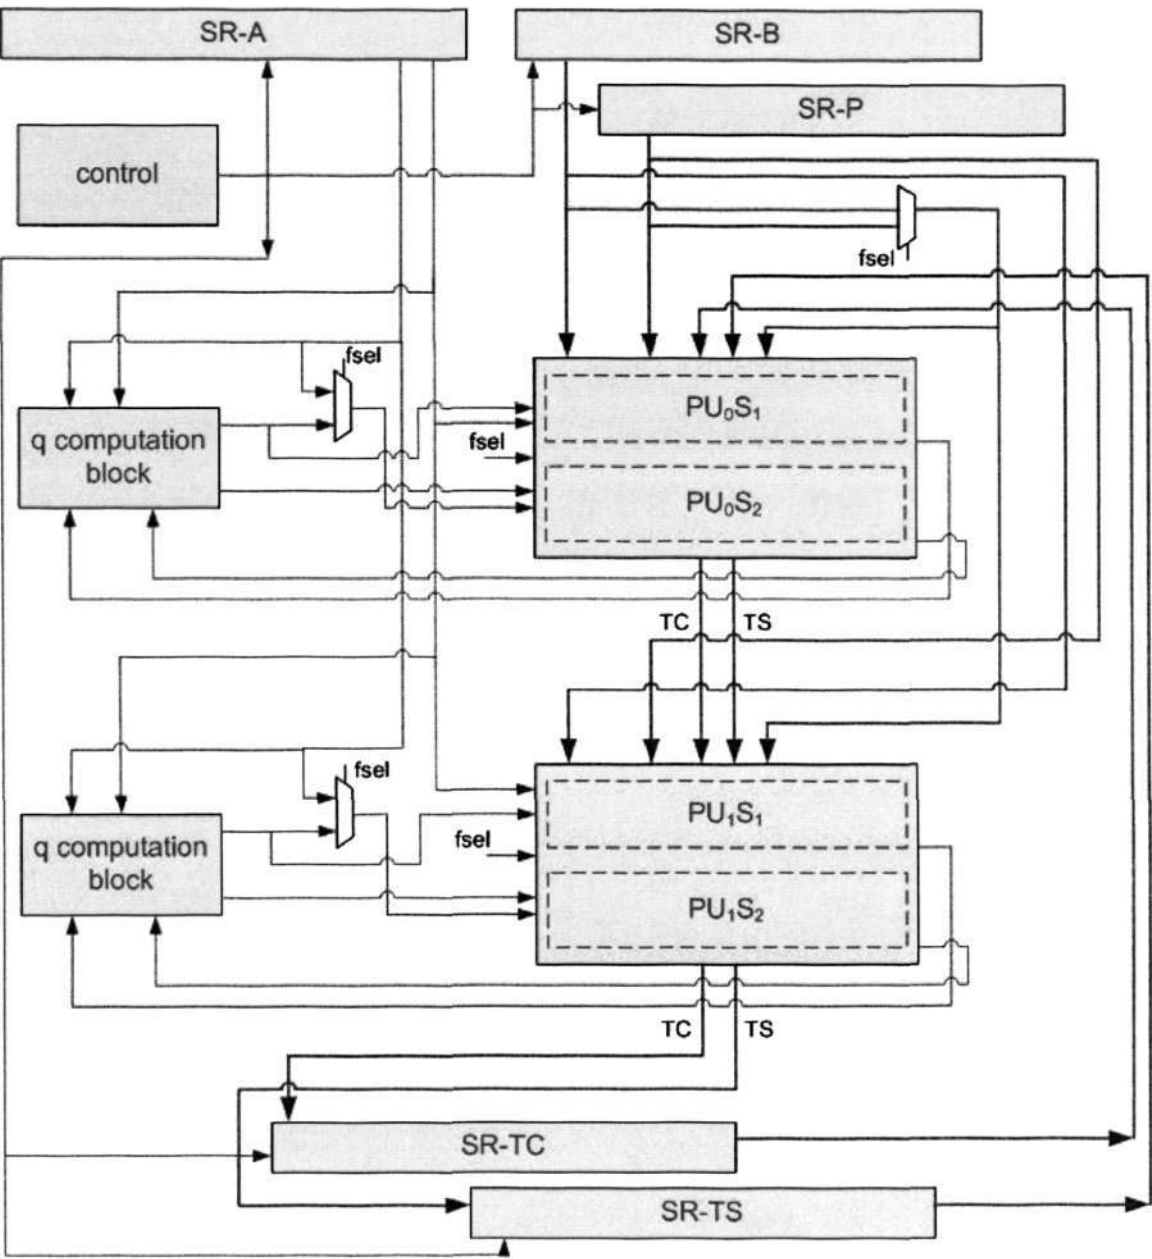 SR-A
SR-B
SR-P
control
fsel
fsel
PU₀S₁
q computation
block
fsel
PU₀S₂
TC
TS
fsel
PU₁S₁
q computation
block
fsel
PU₁S₂
TC
TS
SR-TC
SR-TS